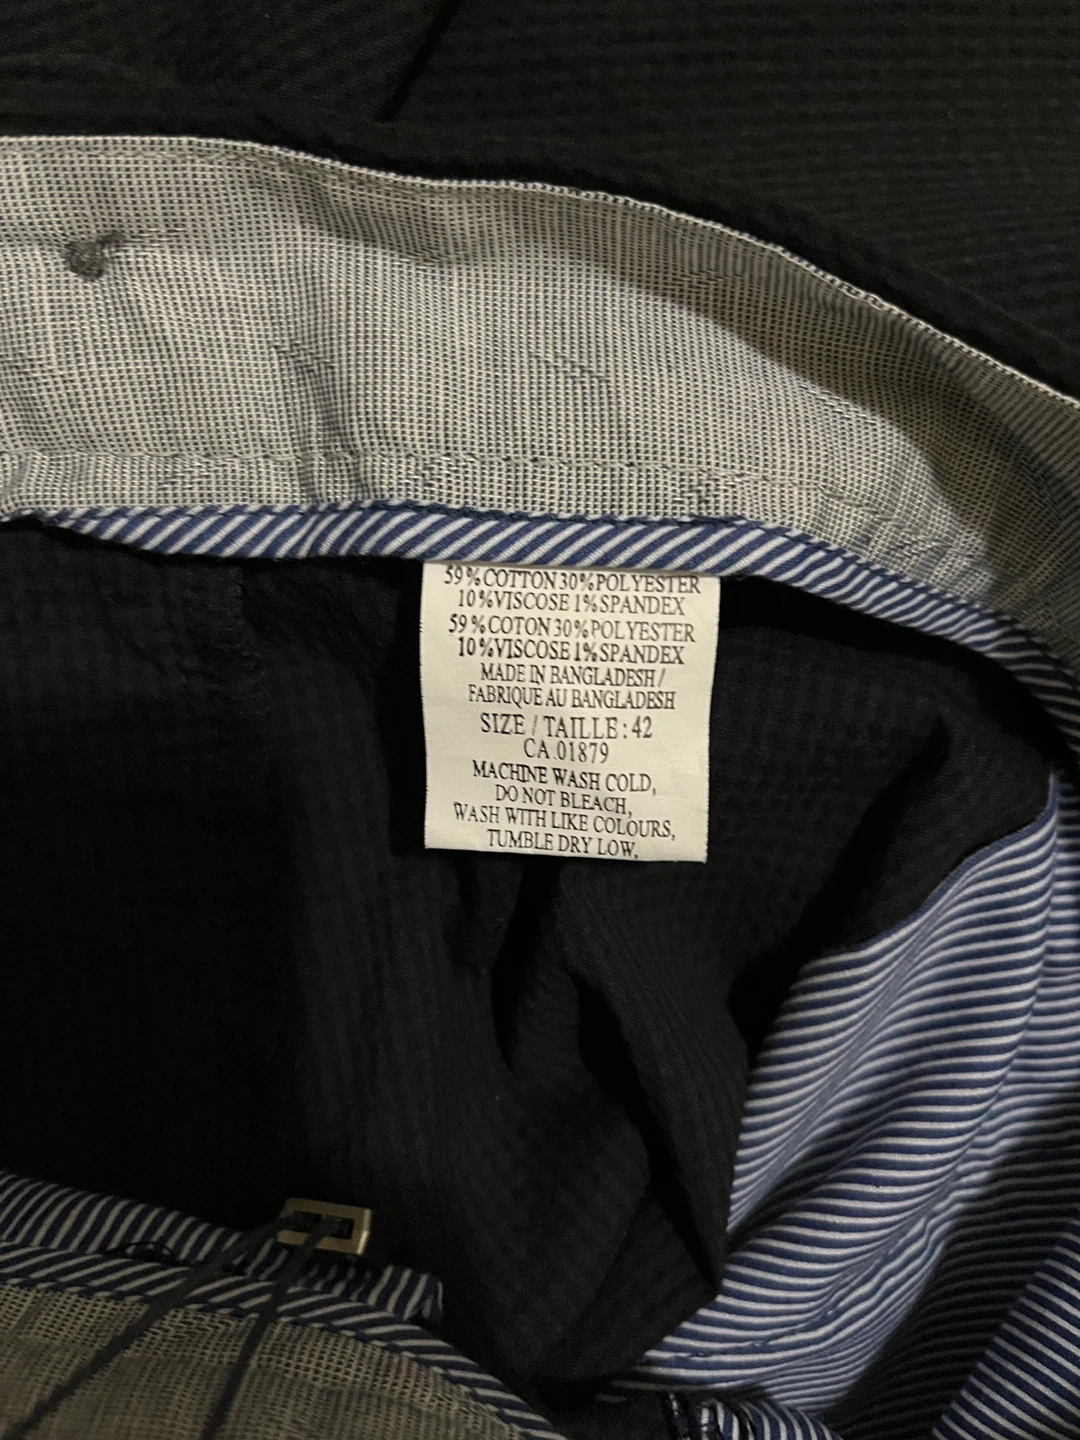 59%COTTON 30%POLYESTER
10%VISCOSE 1%SPANDEX
59%COTON 30%POLYESTER
10%VISCOSE 1%SPANDEX
MADE IN BANGLADESH /
FABRIQUE AU BANGLADESH
SIZE / TAILLE : 42
CA 01879
MACHINE WASH COLD,
DO NOT BLEACH,
WASH WITH LIKE COLOURS,
TUMBLE DRY LOW,